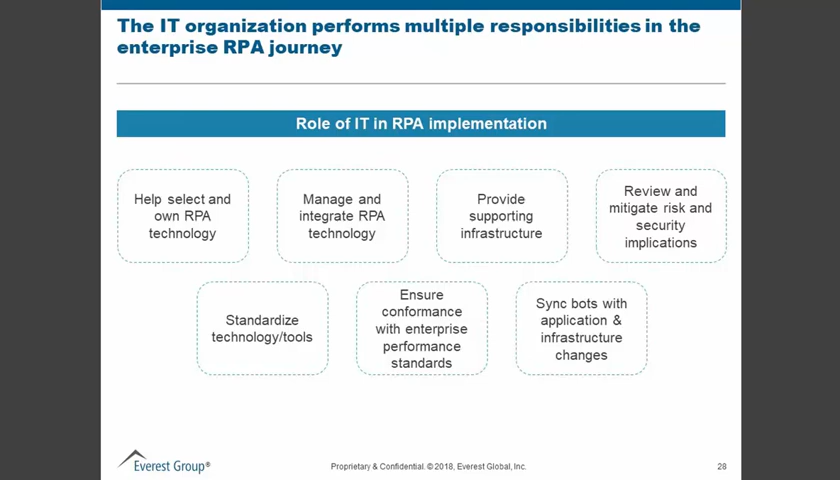 The IT organization performs multiple responsibilities in the
enterprise RPA journey
Role of IT in RPA implementation
Help select and
own RPA
technology
Manage and
integrate RPA
technology
Provide
supporting
infrastructure
Review and
mitigate risk and
security
implications
Standardize
technology/tools
Ensure
conformance
with enterprise
performance
standards
Sync bots with
application &
infrastructure
changes
Everest Group®
Proprietary & Confidential. © 2018, Everest Global, Inc.
28